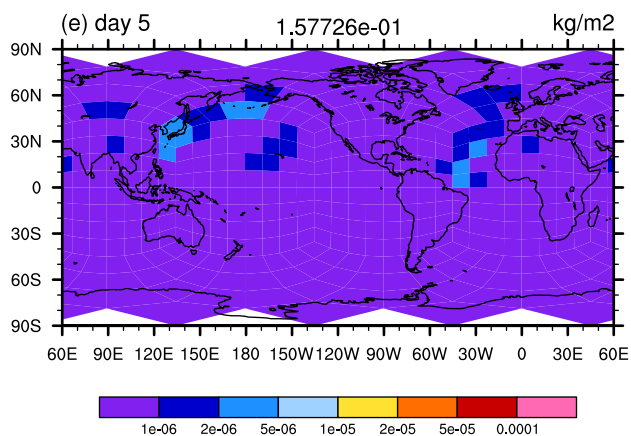 (e) day 5 1.57726e-01 kg/m2
90N
60N
30N
0
30S
60S
90S
60E 90E 120E 150E 180 150W 120W 90W 60W 30W 0 30E 60E
1e-06 2e-06 5e-06 1e-05 2e-05 5e-05 0.0001